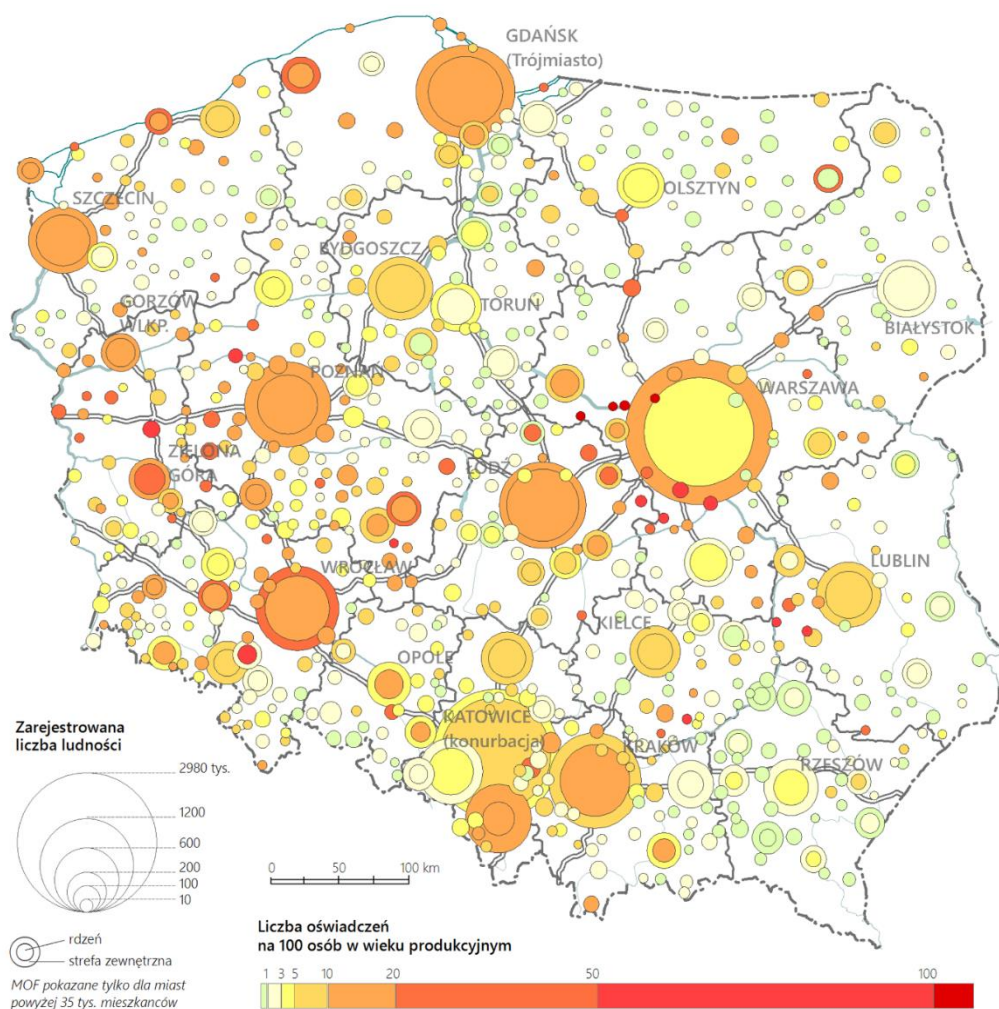 GDAŃSK
(Trójmiasto)
SZCZECIN
OLSZTYN
BYDGOSZCZ
GORZÓW
WLKP.
TORUŃ
BIAŁYSTOK
POZNAŃ
WARSZAWA
ZIELONA
GÓRA
ŁÓDŹ
WROCŁAW
LUBLIN
KIELCE
OPOLE
KATOWICE
(konurbacja)
KRAKÓW
RZESZÓW
Zarejestrowana
liczba ludności
2980 tys.
1200
600
200
100
10
rdzeń
strefa zewnętrzna
MOF pokazane tylko dla miast
powyżej 35 tys. mieszkańców
0 50 100 km
Liczba oświadczeń
na 100 osób w wieku produkcyjnym
1 3 5 10 20 50 100